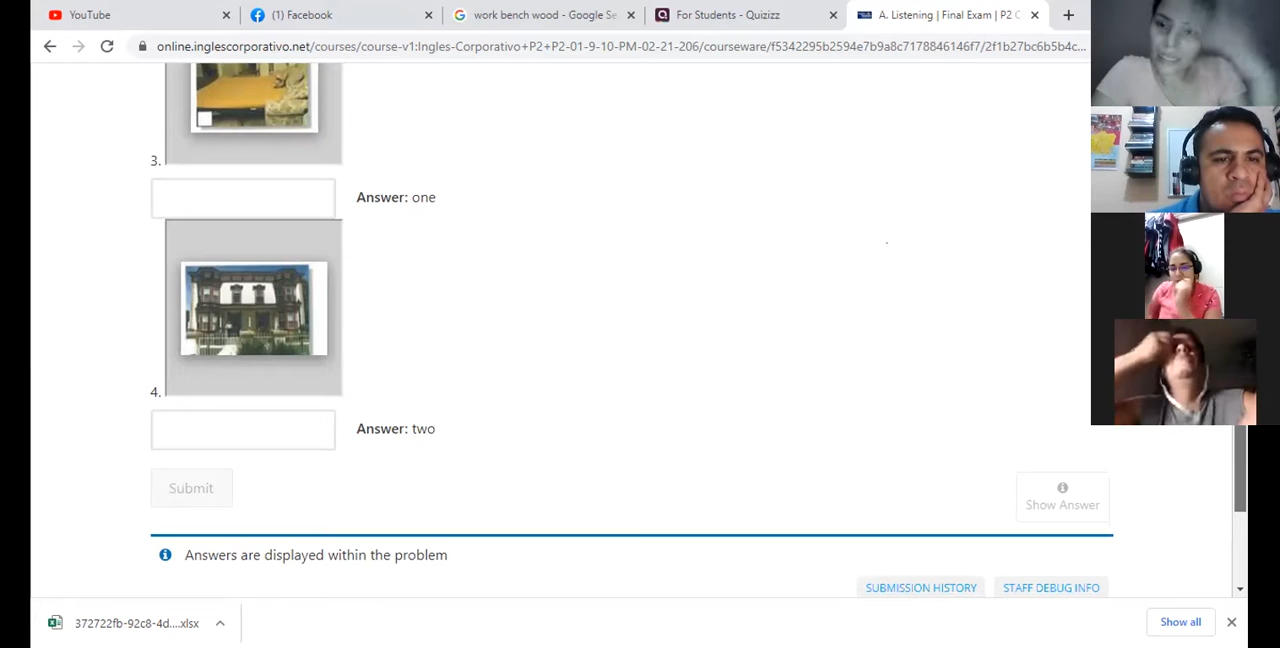 YouTube
(1) Facebook
work bench wood - Google Se
For Students - Quizizz
A. Listening | Final Exam | P2 C
online.inglescorporativo.net/courses/course-v1:Ingles-Corporativo+P2+P2-01-9-10-PM-02-21-206/courseware/f5342295b2594e7b9a8c7178846146f7/2f1b27bc6b5b4c...
3.
Answer: one
4.
Answer: two
Submit
Show Answer
Answers are displayed within the problem
SUBMISSION HISTORY
STAFF DEBUG INFO
372722fb-92c8-4d....xlsx
Show all